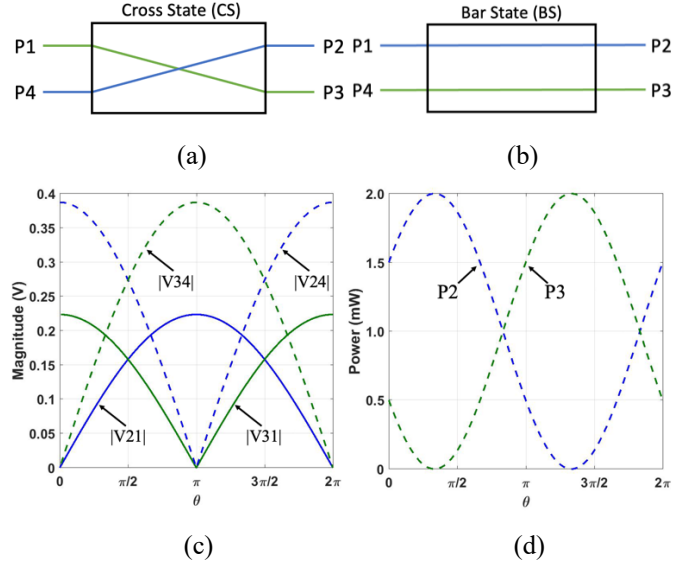 Cross State (CS)
Bar State (BS)
P1
P2
P1
P2
P4
P3
P4
P3
(a)
(b)
Magnitude (V)
0.4
0.35
0.3
0.25
0.2
0.15
0.1
0.05
0
|V34|
|V24|
|V21|
|V31|
0
π/2
π
3π/2
2π
θ
Power (mW)
2.0
1.5
1.0
0.5
0
P2
P3
0
π/2
π
3π/2
2π
θ
(c)
(d)